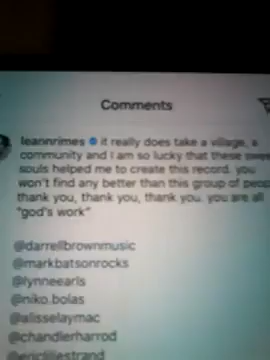 Comments
leannrimes it really does take a village, a
community and i am so lucky that these
souls helped me to create this record. you
won't find any better than this group of
thank you, thank you, thank you. you are all
"god's work"
@darrellbrownmusic
@markbatsonrocks
@lynneearls
@niko.bolas
@alisselaymac
@chandlerharrod